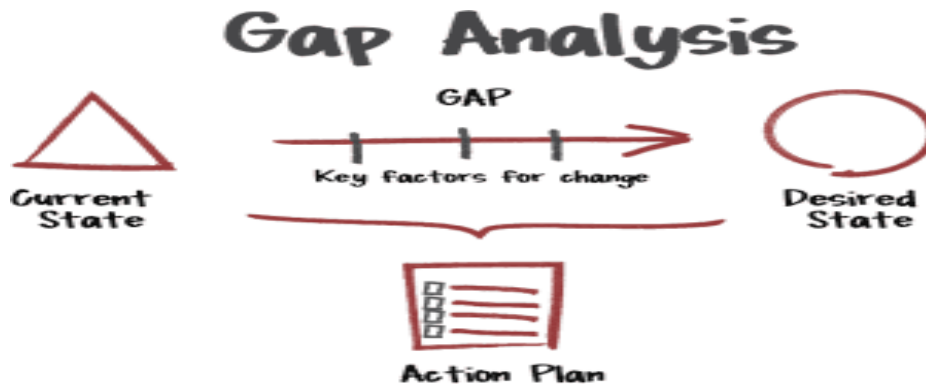 Gap Analysis
GAP
Key factors for change
Current
State
Desired
State
Action Plan